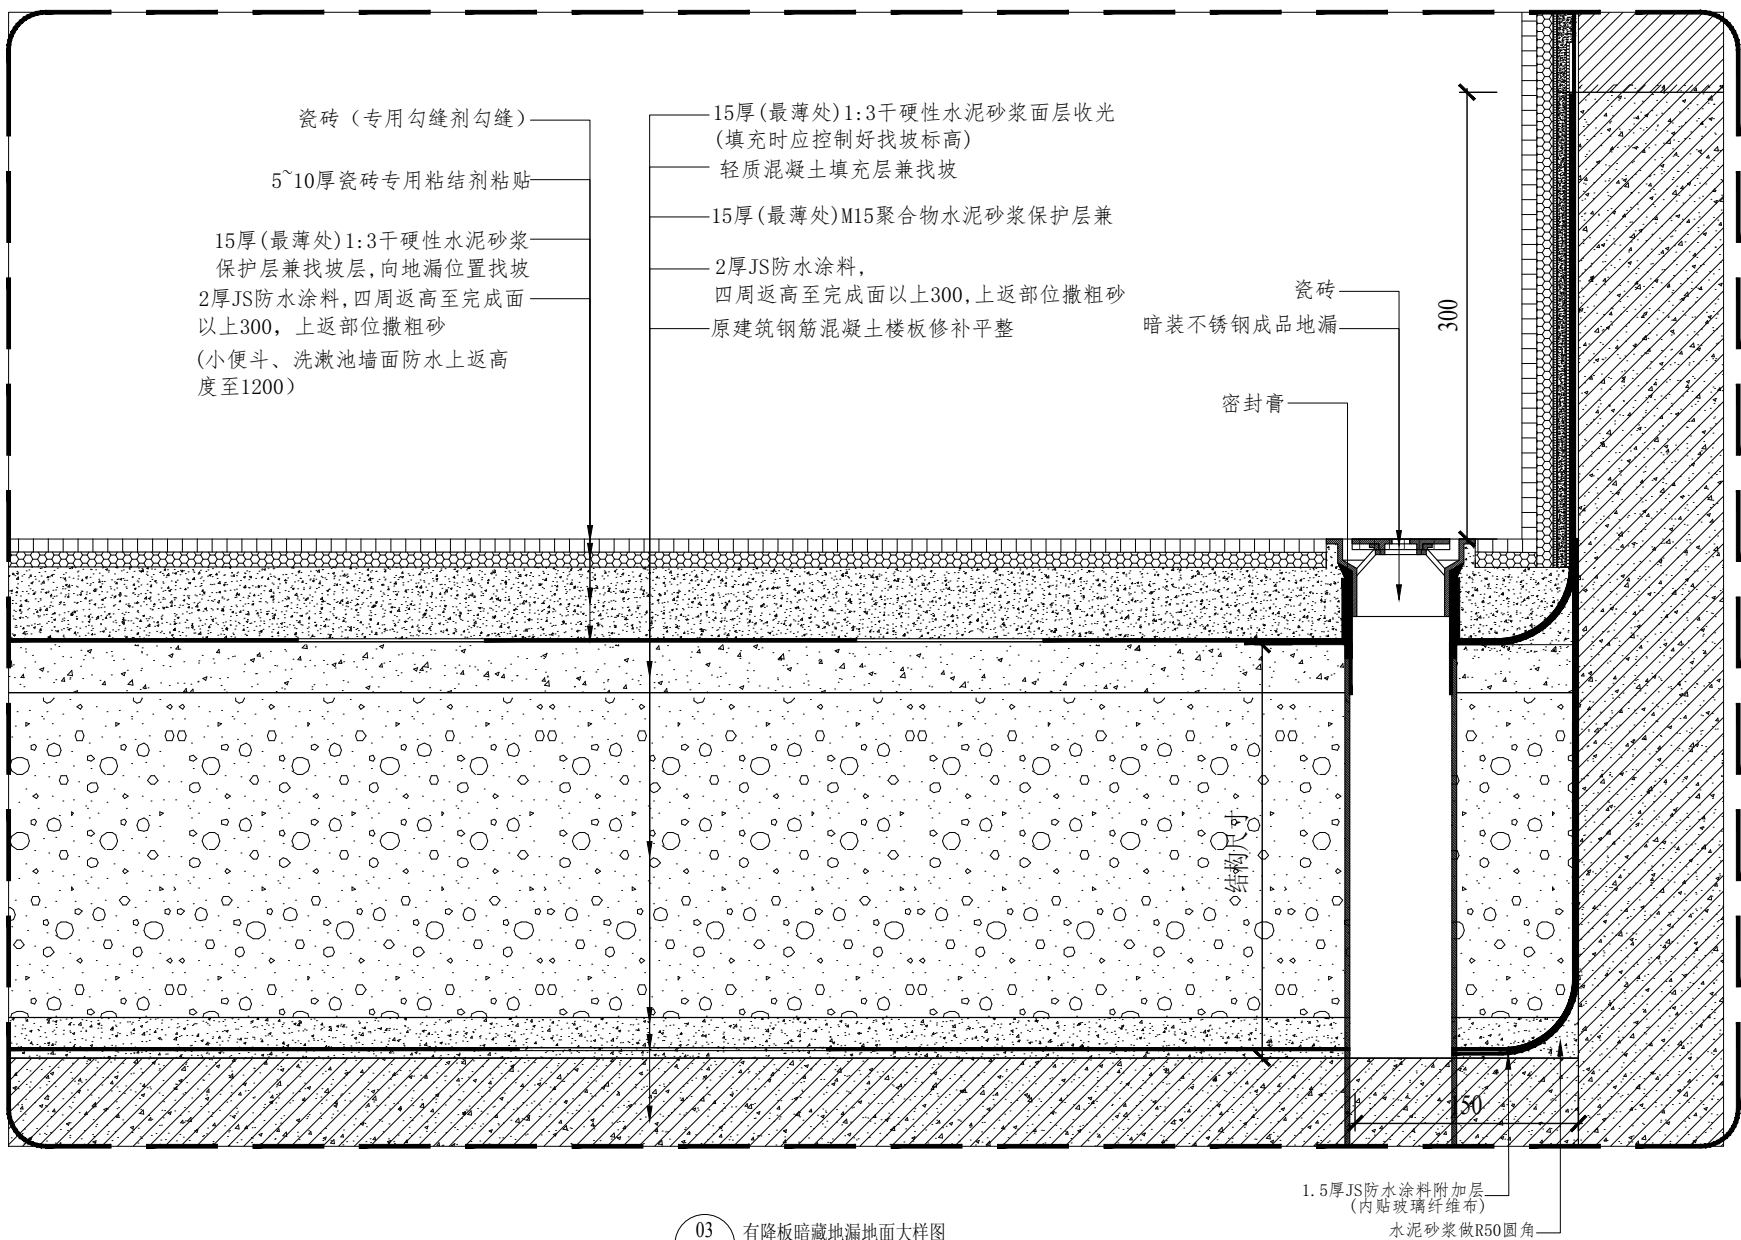 瓷砖（专用勾缝剂勾缝）
5~10厚瓷砖专用粘结剂粘贴
15厚(最薄处)1:3干硬性水泥砂浆
保护层兼找坡层,向地漏位置找坡
2厚JS防水涂料,四周返高至完成面
以上300, 上返部位撒粗砂
(小便斗、洗漱池墙面防水上返高
度至1200）
15厚(最薄处)1:3干硬性水泥砂浆面层收光
(填充时应控制好找坡标高)
轻质混凝土填充层兼找坡
15厚(最薄处)M15聚合物水泥砂浆保护层兼
2厚JS防水涂料,
四周返高至完成面以上300,上返部位撒粗砂
原建筑钢筋混凝土楼板修补平整
瓷砖
暗装不锈钢成品地漏
密封膏
300
结构尺寸
50
1.5厚JS防水涂料附加层
(内贴玻璃纤维布)
水泥砂浆做R50圆角
03 有降板暗藏地漏地面大样图